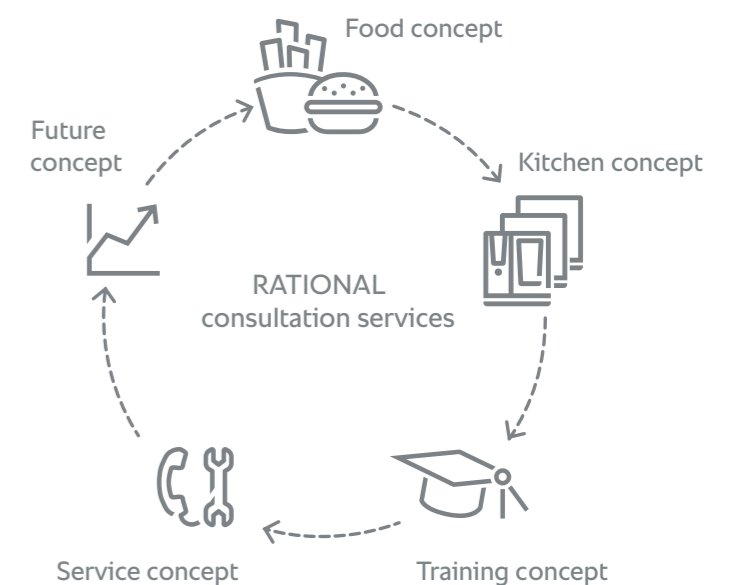 Food concept
Future
concept
Kitchen concept
RATIONAL
consultation services
Service concept
Training concept